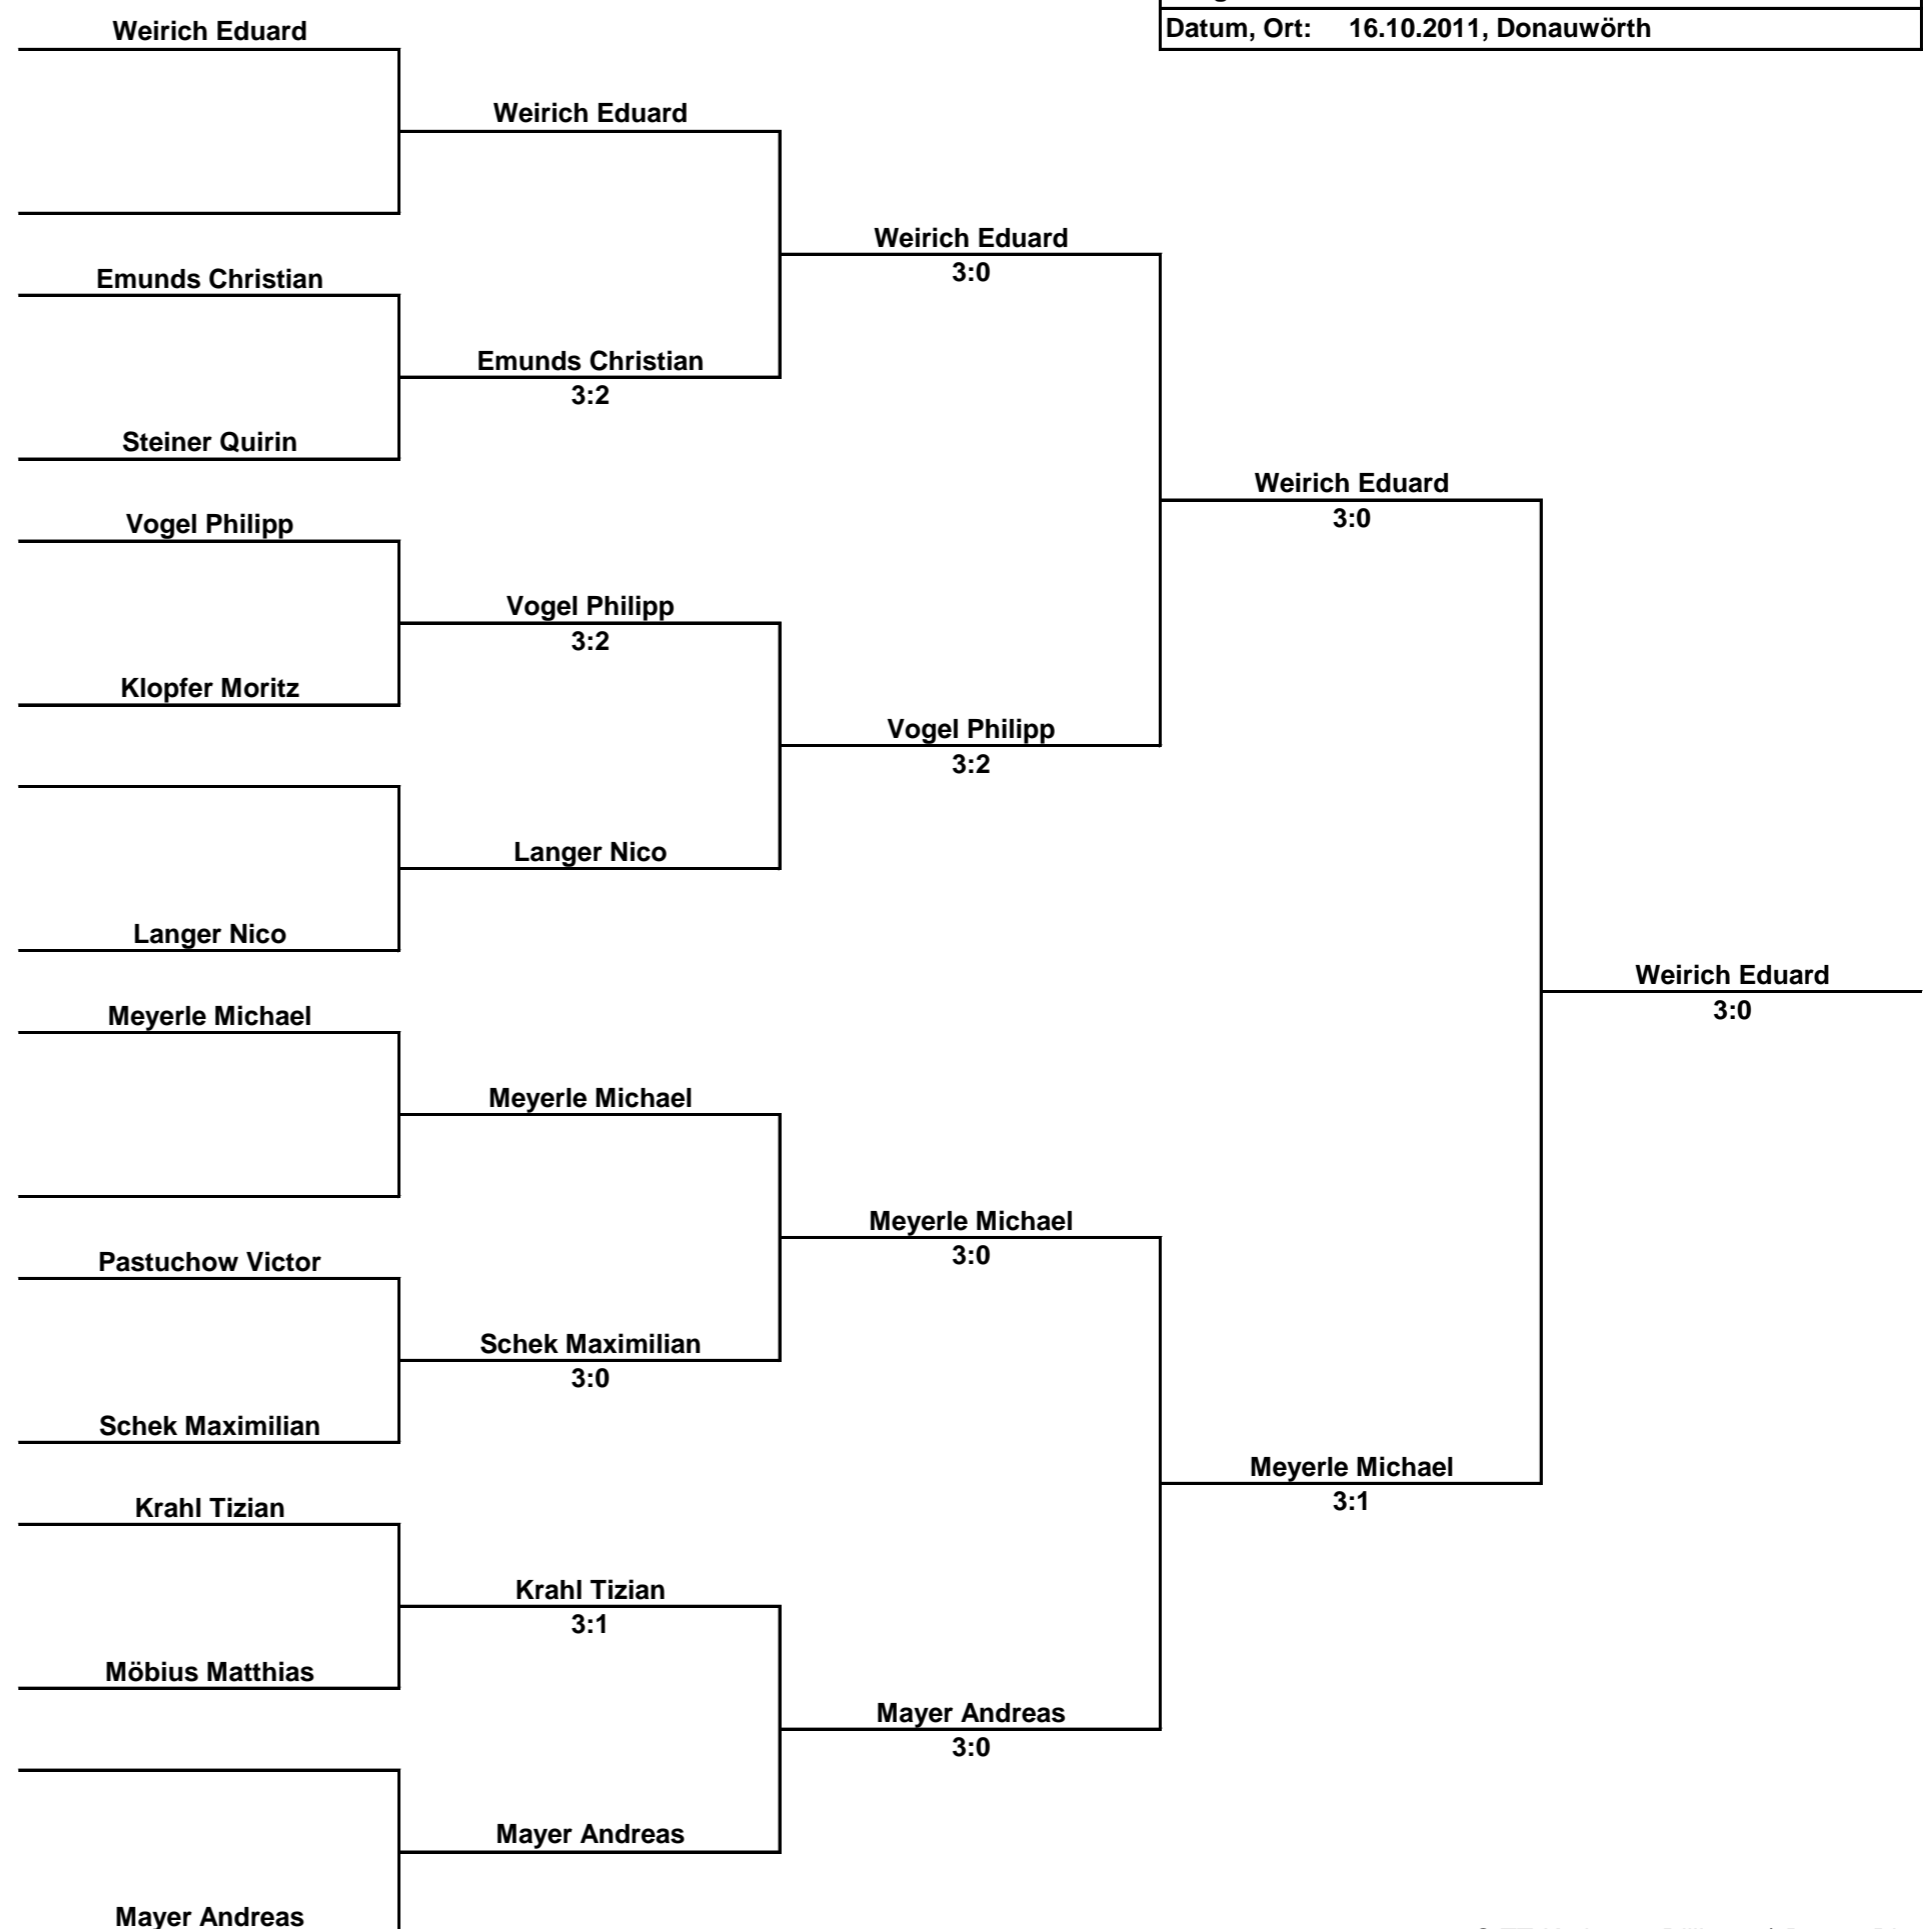 Datum, Ort: 16.10.2011, Donauwörth
Weirich Eduard
Weirich Eduard
Weirich Eduard
3:0
Emunds Christian
Emunds Christian
3:2
Steiner Quirin
Weirich Eduard
3:0
Vogel Philipp
Vogel Philipp
3:2
Klopfer Moritz
Vogel Philipp
3:2
Langer Nico
Langer Nico
Weirich Eduard
3:0
Meyerle Michael
Meyerle Michael
Meyerle Michael
3:0
Pastuchow Victor
Schek Maximilian
3:0
Schek Maximilian
Meyerle Michael
3:1
Krahl Tizian
Krahl Tizian
3:1
Möbius Matthias
Mayer Andreas
3:0
Mayer Andreas
Mayer Andreas